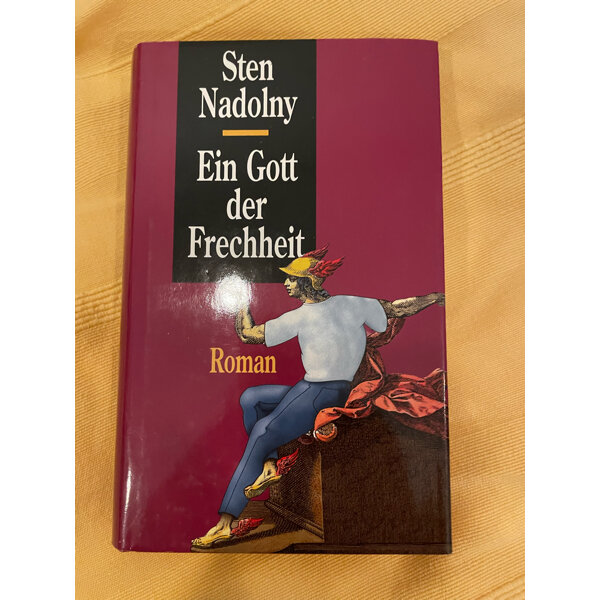 Sten
Nadolny
Ein Gott
der
Frechheit
Roman